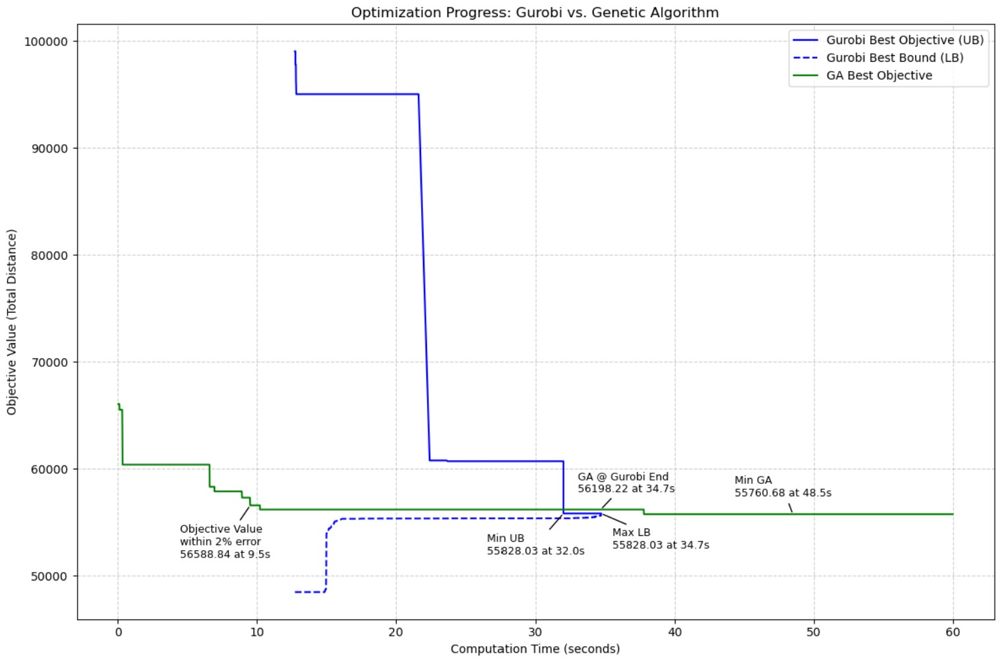 Optimization Progress: Gurobi vs. Genetic Algorithm
Gurobi Best Objective (UB)
Gurobi Best Bound (LB)
GA Best Objective
Objective Value (Total Distance)
100000
90000
80000
70000
60000
50000
GA @ Gurobi End
56198.22 at 34.7s
Min GA
55760.68 at 48.5s
Objective Value
within 2% error
56588.84 at 9.5s
Min UB
55828.03 at 32.0s
Max LB
55828.03 at 34.7s
0
10
20
30
40
50
60
Computation Time (seconds)